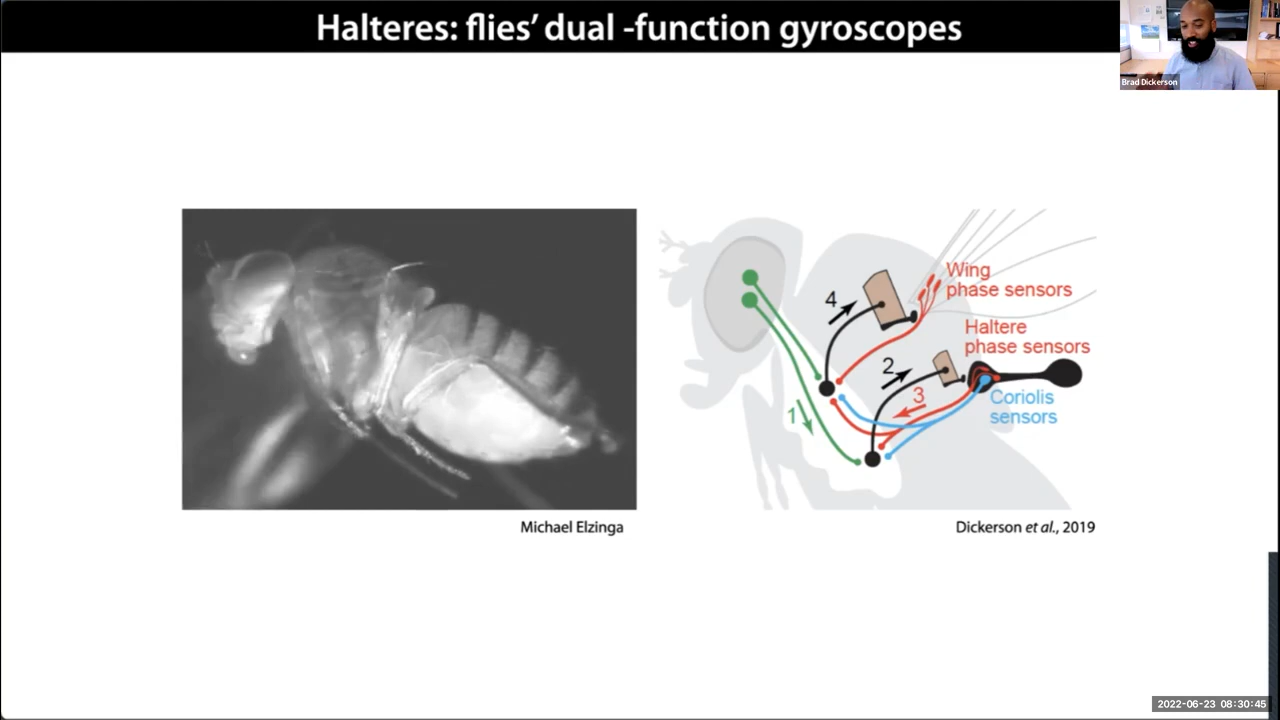 Halteres: flies’ dual -function gyroscopes
Brad Dickerson
Wing
phase sensors
4
Haltere
phase sensors
2
3
Coriolis
sensors
1
Michael Elzinga
Dickerson et al., 2019
2022-06-23 08:30:45